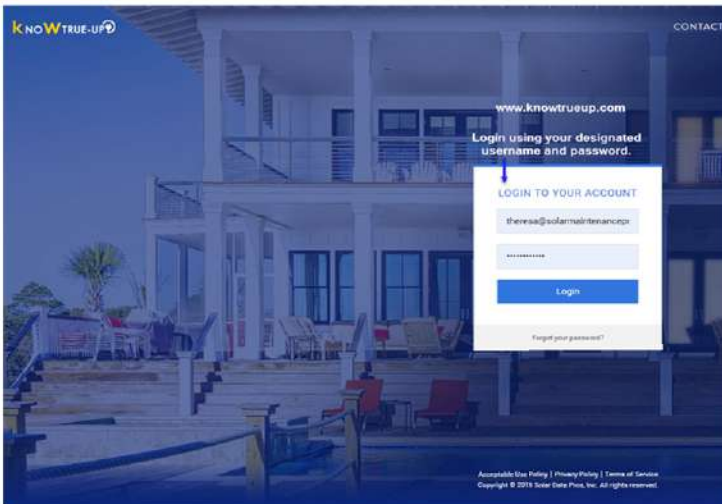 KNOWTRUE-UP
CONTACT
www.knowtrueup.com
Login using your designated
username and password.
LOGIN TO YOUR ACCOUNT
theresa@solarmaintenancepr
············
Login
Forgot your password?
Acceptable Use Policy | Privacy Policy | Terms of Service
Copyright © 2019 Solar Data Pros, Inc. All rights reserved.